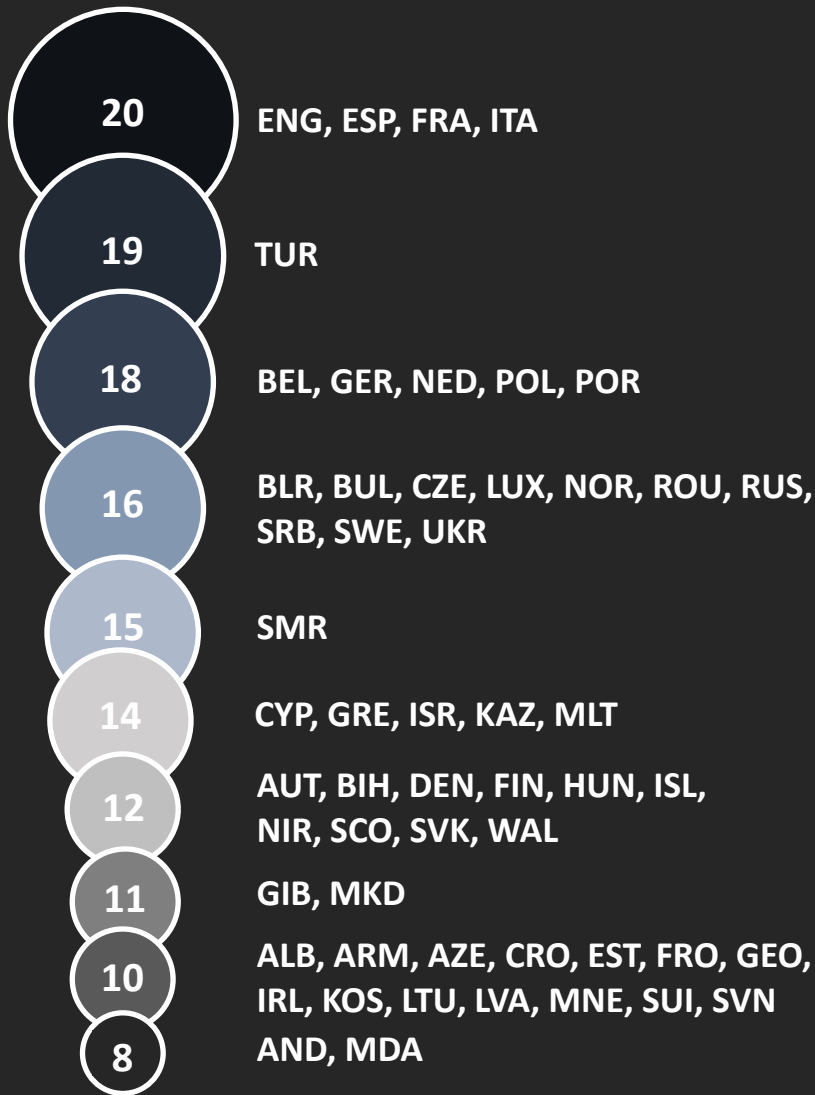 20
ENG, ESP, FRA, ITA
19
TUR
18
BEL, GER, NED, POL, POR
16
BLR, BUL, CZE, LUX, NOR, ROU, RUS,
SRB, SWE, UKR
15
SMR
14
CYP, GRE, ISR, KAZ, MLT
12
AUT, BIH, DEN, FIN, HUN, ISL,
NIR, SCO, SVK, WAL
11
GIB, MKD
10
ALB, ARM, AZE, CRO, EST, FRO, GEO,
IRL, KOS, LTU, LVA, MNE, SUI, SVN
8
AND, MDA